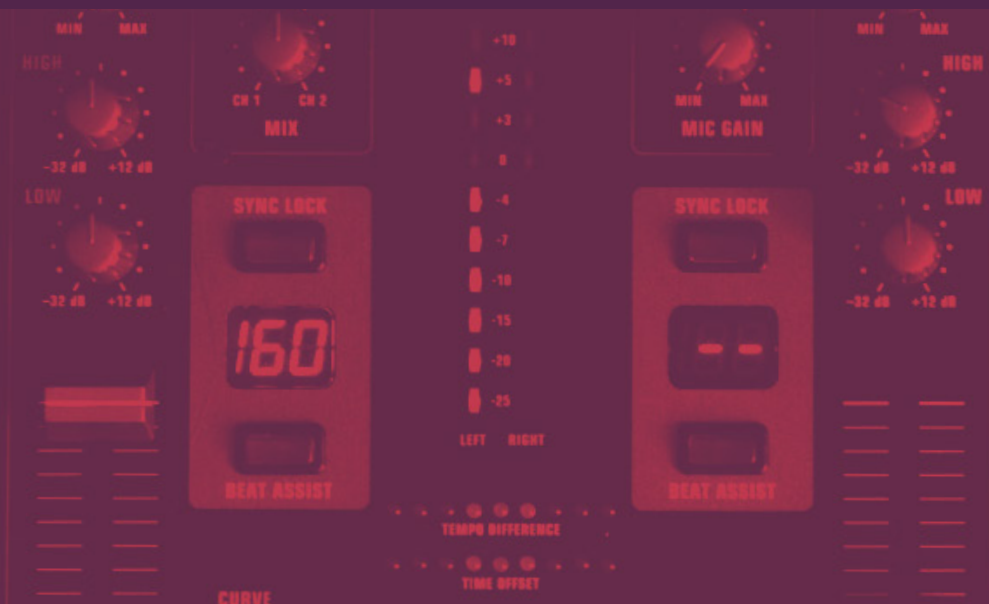 MIN MAX
MIN MAX
+10
HIGH
+5
HIGH
CH 1 CH 2
MIN MAX
+3
MIX
MIC GAIN
0
-32 dB +12 dB
-32 dB +12 dB
LOW
SYNC LOCK
-4
SYNC LOCK
LOW
-7
-10
-32 dB +12 dB
-32 dB +12 dB
-15
160
--
-20
-25
LEFT RIGHT
BEAT ASSIST
BEAT ASSIST
TEMPO DIFFERENCE
TIME OFFSET
CURVE